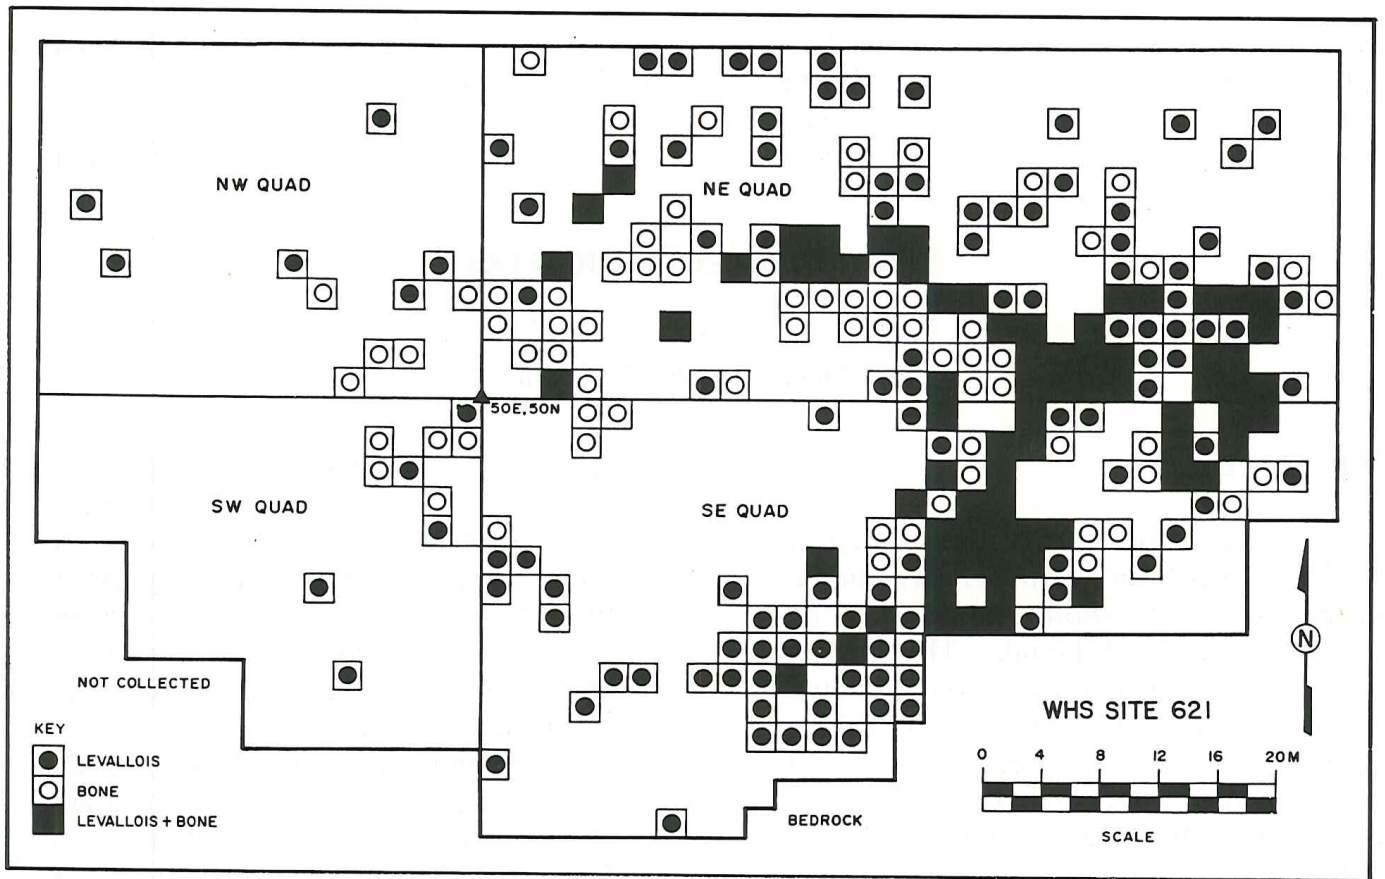 NW QUAD
NE QUAD
50E,50N
SW QUAD
SE QUAD
NOT COLLECTED
KEY
LEVALLOIS
BONE
LEVALLOIS + BONE
N
WHS SITE 621
0 4 8 12 16 20 M
SCALE
BEDROCK